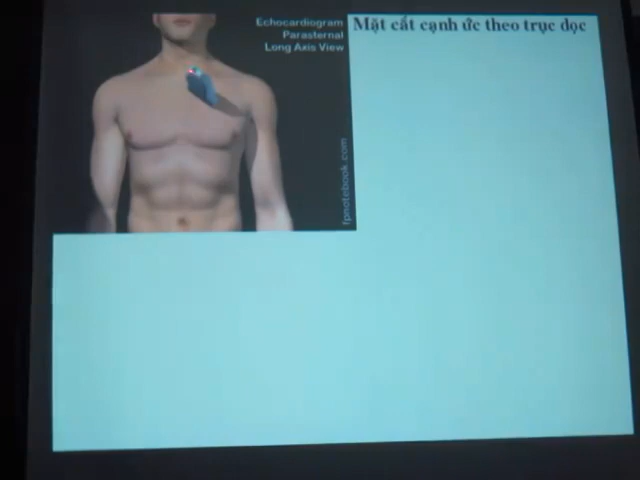 Echocardiogram
Parasternal
Long Axis View
Mặt cắt cạnh ức theo trục dọc
fpnotebook.com